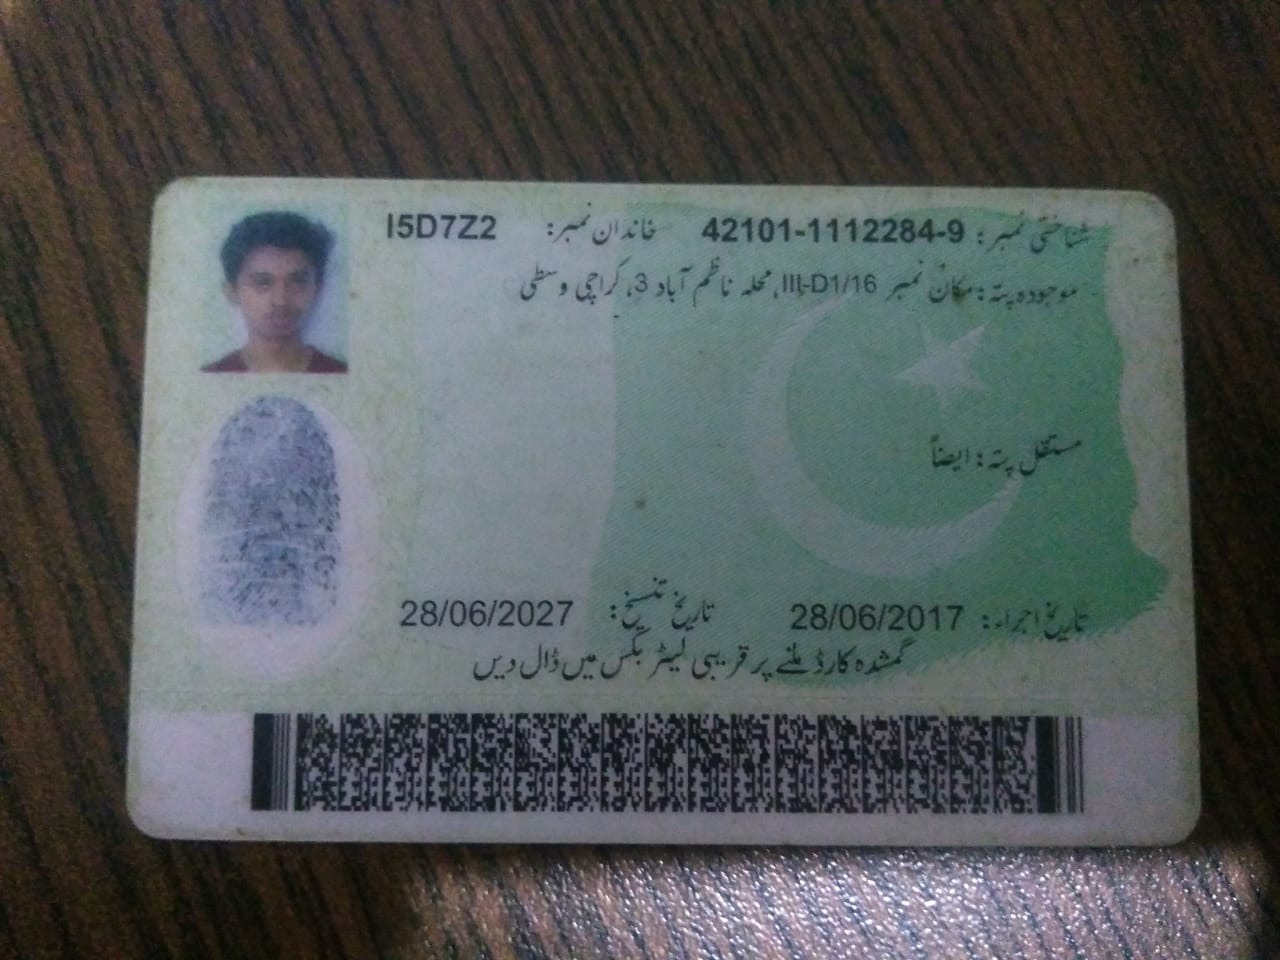 شناختی نمبر: 42101-1112284-9 خاندان نمبر: I5D7Z2
موجودہ پتہ: مکان نمبر III-D1/16، محلہ ناظم آباد 3، کراچی وسطی
مستقل پتہ: ایضاً
تاریخ اجراء: 28/06/2017 تاریخ تنسیخ: 28/06/2027
گمشدہ کارڈ ملنے پر قریبی لیٹر بکس میں ڈال دیں